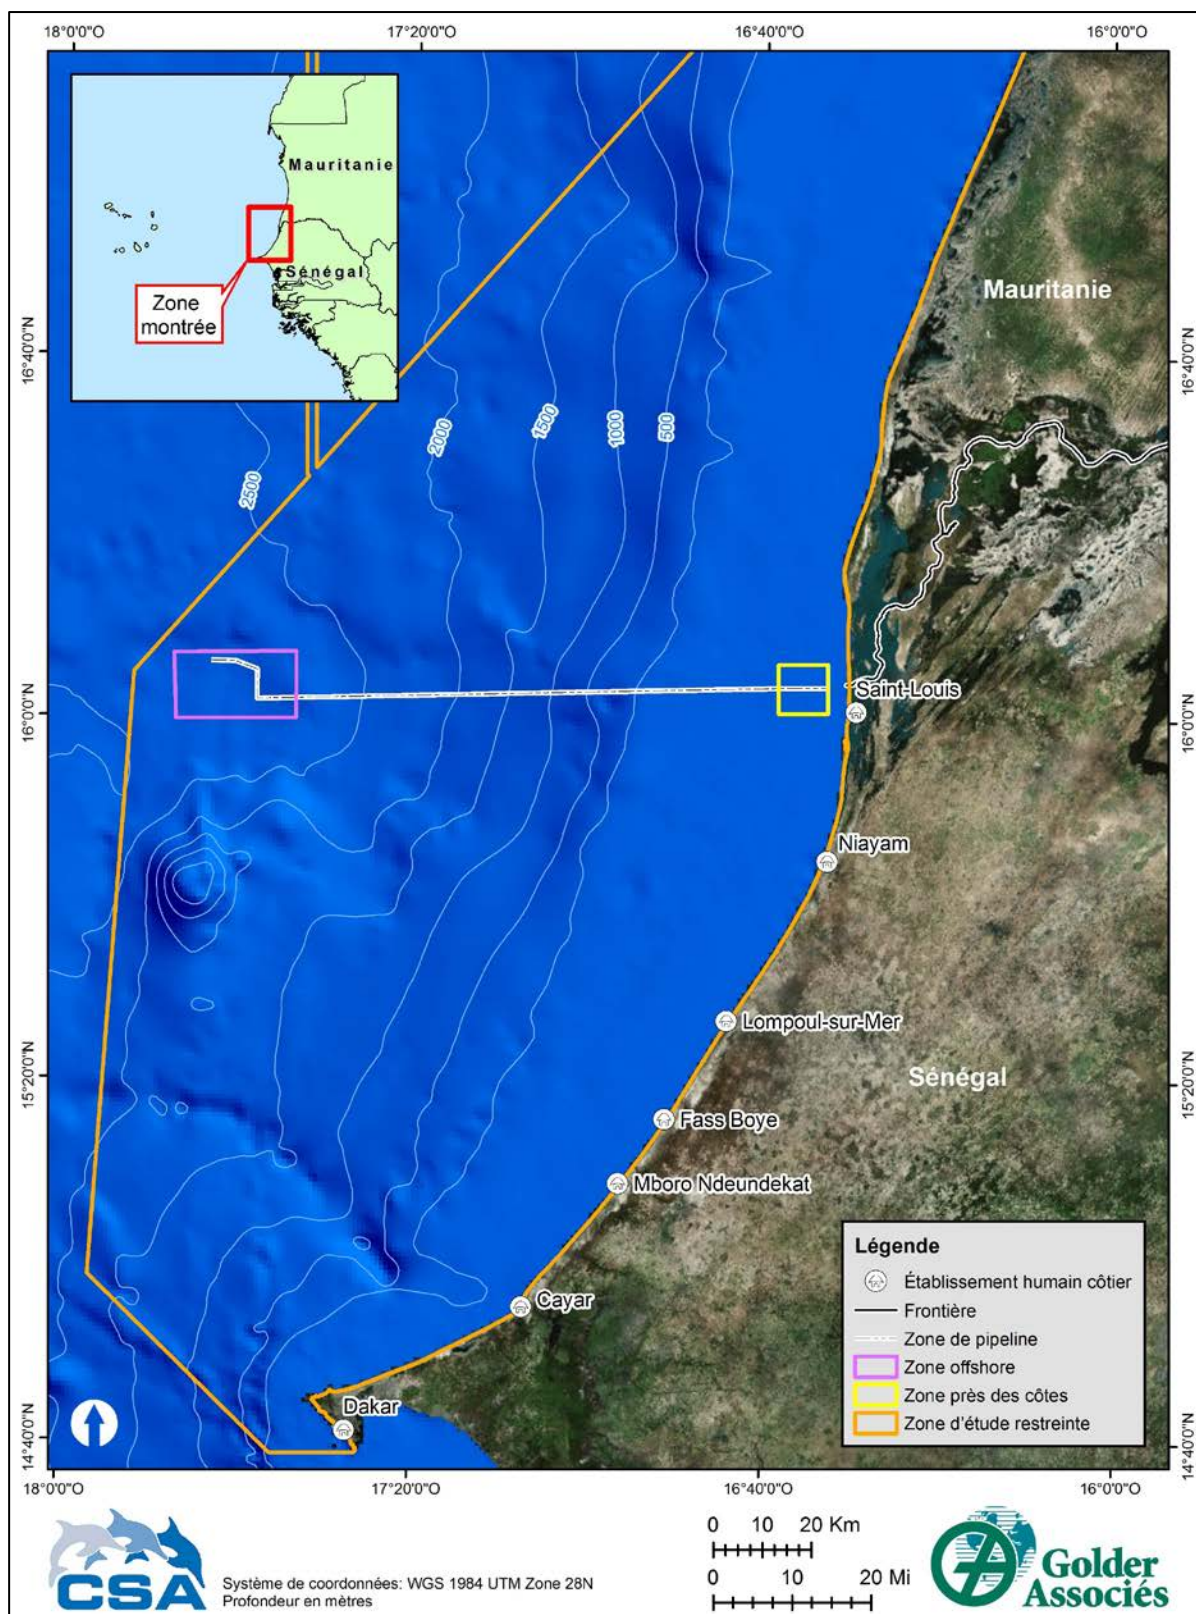 18°0'0"O 17°20'0"O 16°40'0"O 16°0'0"O
Mauritanie
Sénégal
Zone
montrée
Mauritanie
16°40'0"N
16°40'0"N
2500
2000
1500
1000
500
Saint-Louis
16°0'0"N
16°0'0"N
Niayam
Lompoul-sur-Mer
Sénégal
15°20'0"N
15°20'0"N
Fass Boye
Mboro Ndeundekat
Cayar
Dakar
14°40'0"N
14°40'0"N
Légende
Établissement humain côtier
Frontière
Zone de pipeline
Zone offshore
Zone près des côtes
Zone d'étude restreinte
18°0'0"O 17°20'0"O 16°40'0"O 16°0'0"O
CSA
Système de coordonnées: WGS 1984 UTM Zone 28N
Profondeur en mètres
0 10 20 Km
0 10 20 Mi
Golder
Associés